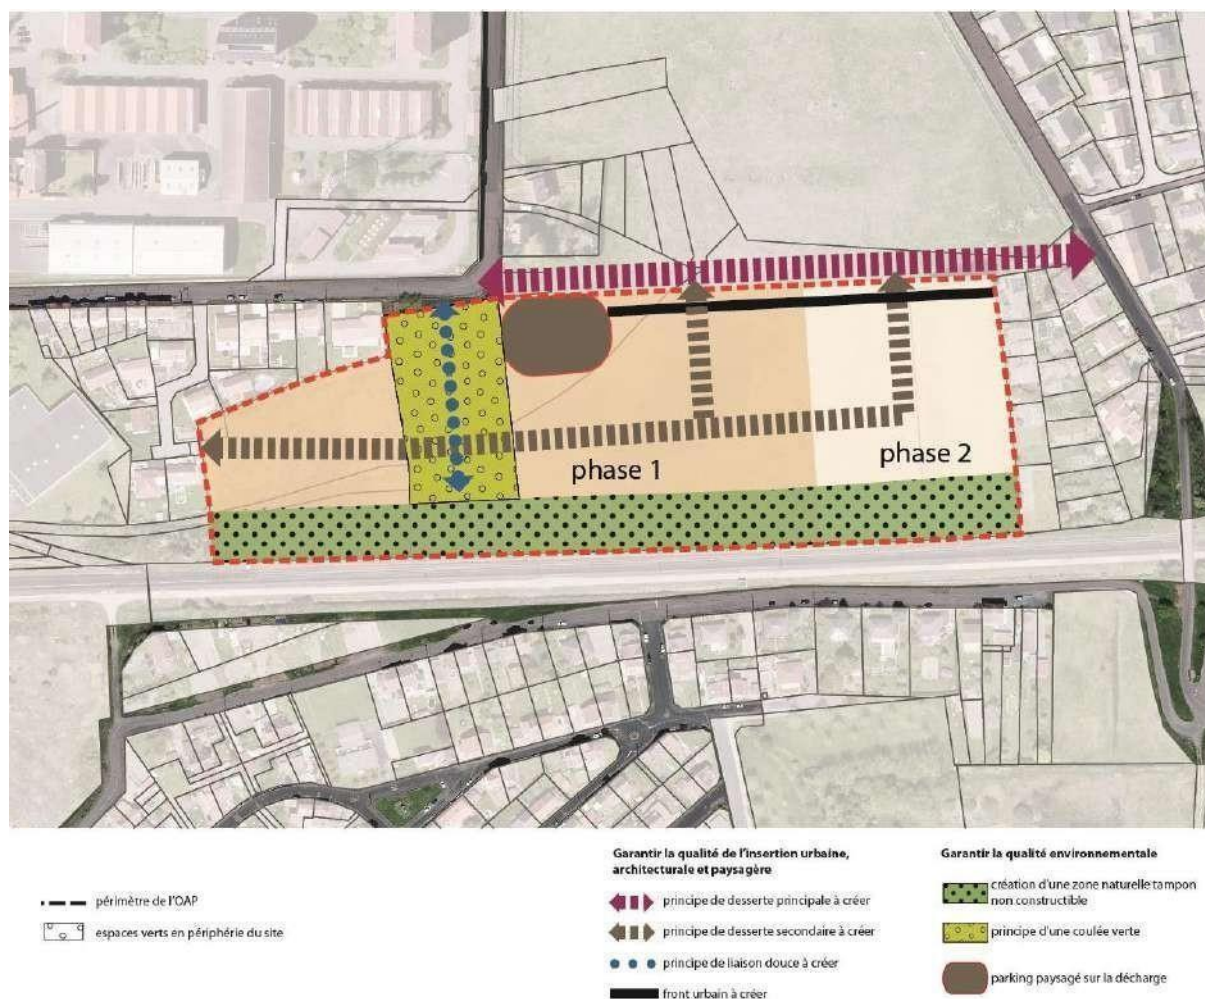 phase 1
phase 2
périmètre de l'OAP
espaces verts en périphérie du site
Garantir la qualité de l'insertion urbaine,
architecturale et paysagère
principe de desserte principale à créer
principe de desserte secondaire à créer
principe de liaison douce à créer
front urbain à créer
Garantir la qualité environnementale
création d'une zone naturelle tampon
non constructible
principe d'une coulée verte
parking paysagé sur la décharge